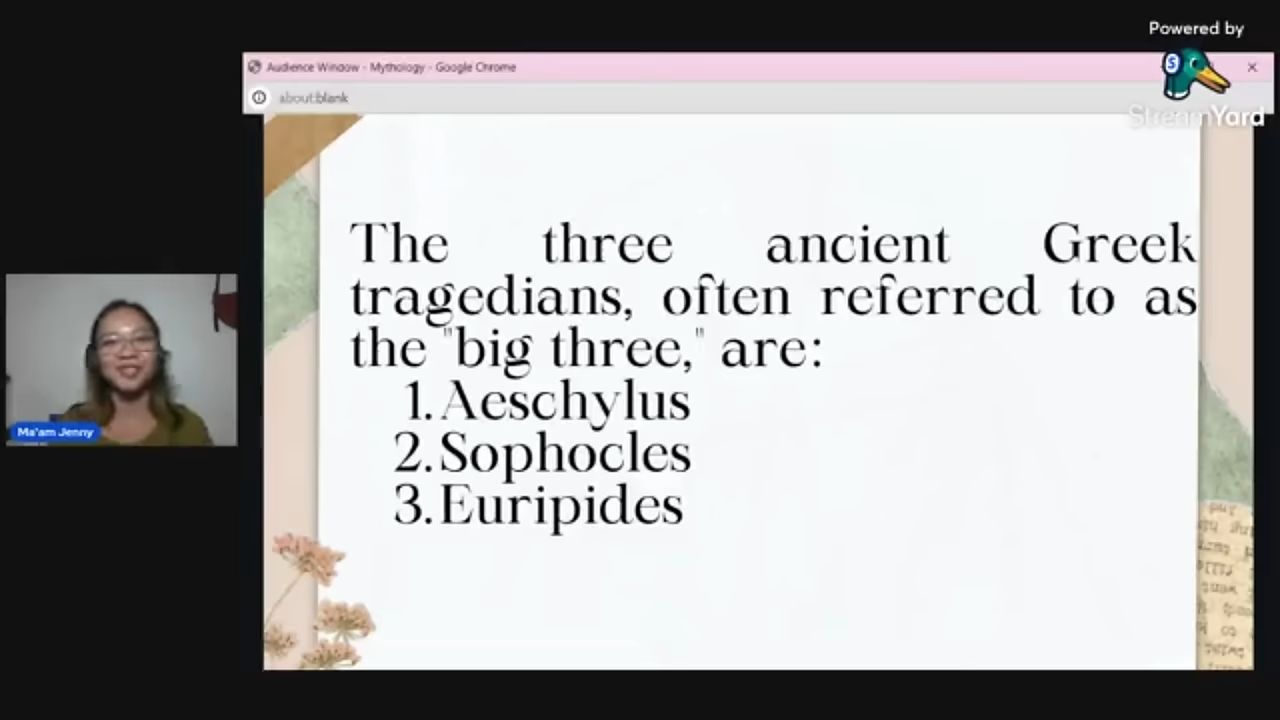 Powered by
StreamYard
Audience Window - Mythology - Google Chrome
about:blank
The three ancient Greek
tragedians, often referred to as
the "big three," are:
1. Aeschylus
2. Sophocles
3. Euripides
Ma'am Jenny